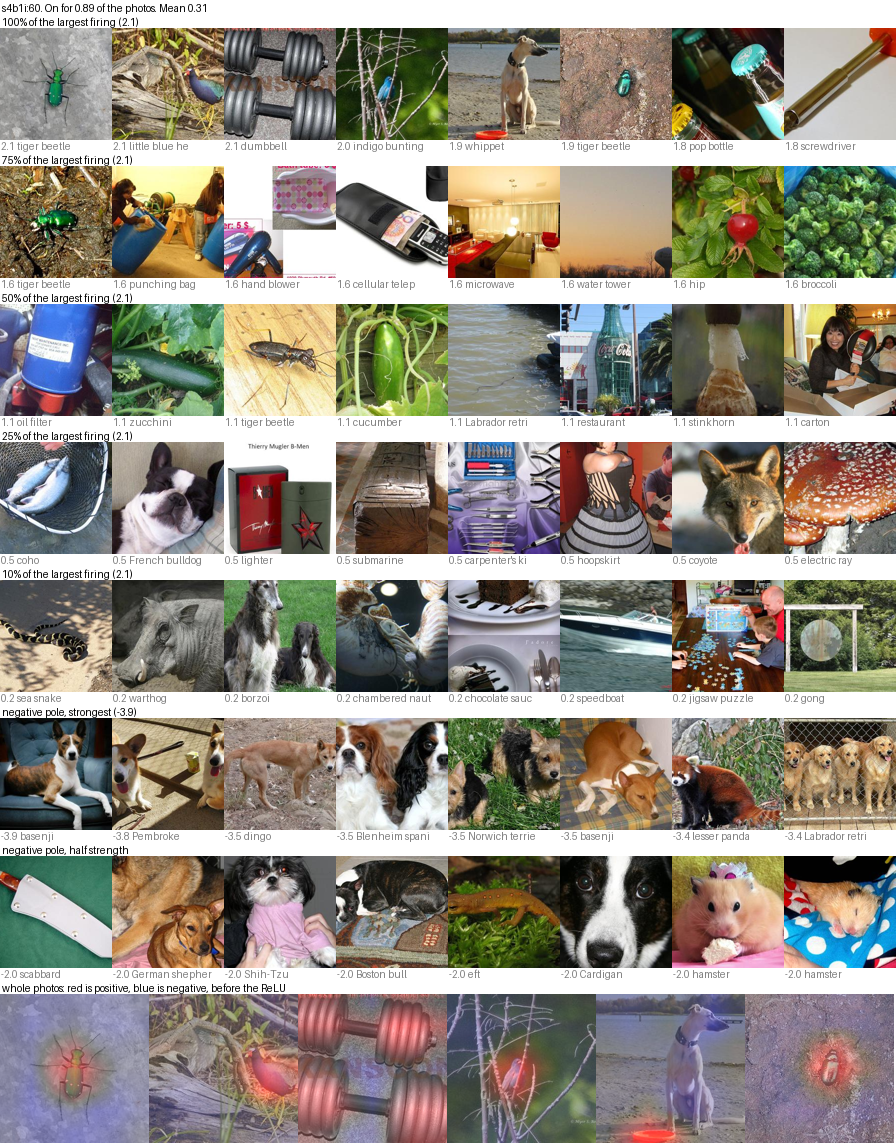 s4b1i:60. On for 0.89 of the photos. Mean 0.31
100% of the largest firing (2.1)
2.1 tiger beetle
2.1 little blue he
2.1 dumbbell
2.0 indigo bunting
1.9 whippet
1.9 tiger beetle
1.8 pop bottle
1.8 screwdriver
75% of the largest firing (2.1)
er: 5 $
1.6 tiger beetle
1.6 punching bag
1.6 hand blower
1.6 cellular telep
1.6 microwave
1.6 water tower
1.6 hip
1.6 broccoli
50% of the largest firing (2.1)
Coca-Cola
1.1 oil filter
1.1 zucchini
1.1 tiger beetle
1.1 cucumber
1.1 Labrador retri
1.1 restaurant
1.1 stinkhorn
1.1 carton
25% of the largest firing (2.1)
Thierry Mugler B-Men
0.5 coho
0.5 French bulldog
0.5 lighter
0.5 submarine
0.5 carpenter's ki
0.5 hoopskirt
0.5 coyote
0.5 electric ray
10% of the largest firing (2.1)
0.2 sea snake
0.2 warthog
0.2 borzoi
0.2 chambered naut
0.2 chocolate sauc
0.2 speedboat
0.2 jigsaw puzzle
0.2 gong
negative pole, strongest (-3.9)
-3.9 basenji
-3.8 Pembroke
-3.5 dingo
-3.5 Blenheim spani
-3.5 Norwich terrie
-3.5 basenji
-3.4 lesser panda
-3.4 Labrador retri
negative pole, half strength
-2.0 scabbard
-2.0 German shepher
-2.0 Shih-Tzu
-2.0 Boston bull
-2.0 eft
-2.0 Cardigan
-2.0 hamster
-2.0 hamster
whole photos: red is positive, blue is negative, before the ReLU